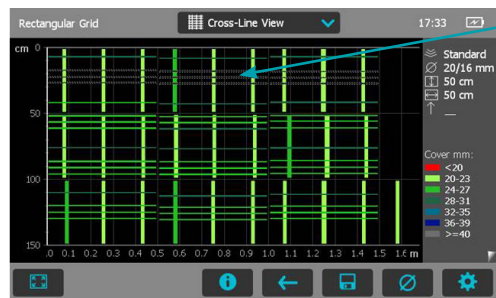 Rectangular Grid
Cross-Line View
17:33
cm 0
50
100
150
.0 0.1 0.2 0.3 0.4 0.5 0.6 0.7 0.8 0.9 1.0 1.1 1.2 1.3 1.4 1.5 1.6 m
Standard
Ø 20/16 mm
50 cm
50 cm
↑ __
Cover mm:
<20
20-23
24-27
28-31
32-35
36-39
>=40